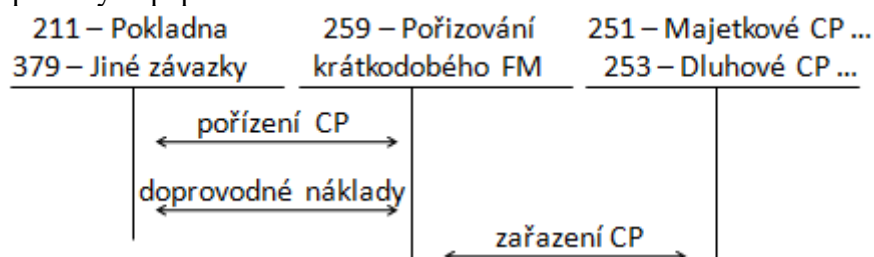 211 – Pokladna 259 – Pořizování 251 – Majetkové CP ...
379 – Jiné závazky krátkodobého FM 253 – Dluhové CP ...
pořízení CP
doprovodné náklady
zařazení CP